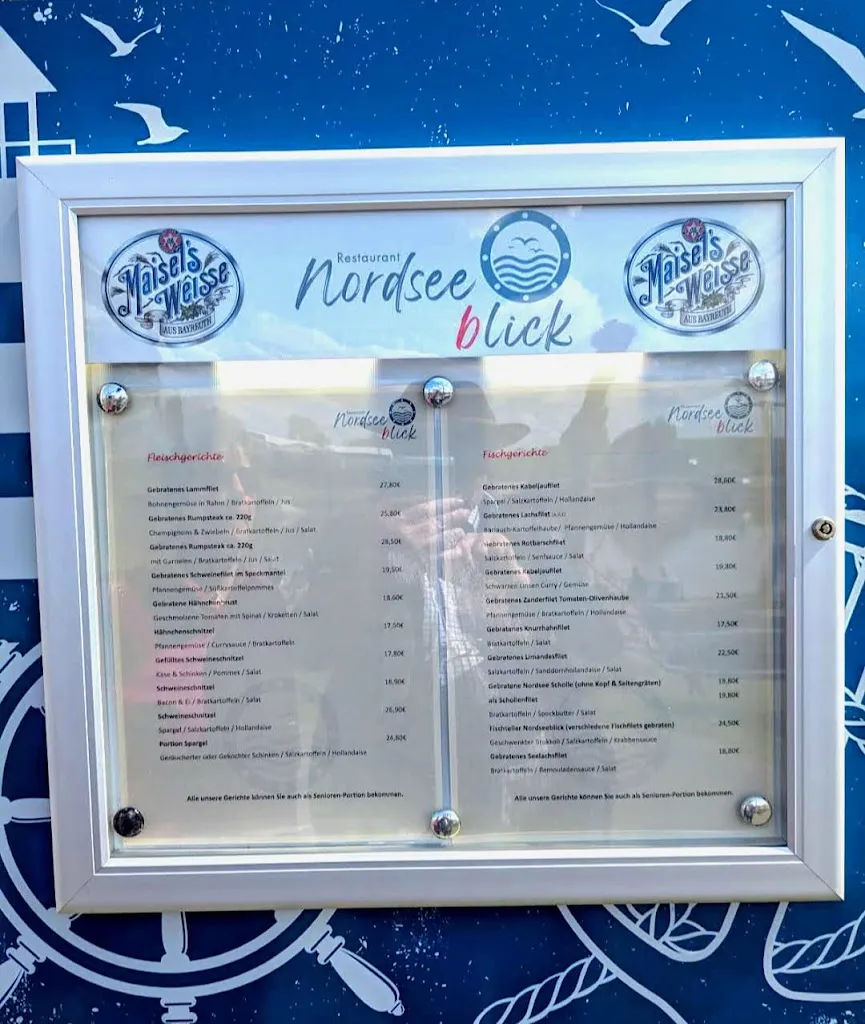 Maisel's
Weisse
AUS BAYREUTH
Restaurant
Nordsee
blick
Maisel's
Weisse
AUS BAYREUTH
Nordsee
blick
Fleischgerichte
Gebratenes Lammfilet 27,80€
Bohnengemüse in Rahm / Bratkartoffeln / Jus
Gebratenes Rumpsteak ca. 220g 25,80€
Champignons & Zwiebeln / Bratkartoffeln / Jus / Salat
Gebratenes Rumpsteak ca. 220g 28,50€
mit Garnelen / Bratkartoffeln / Jus / Salat
Gebratenes Schweinefilet im Speckmantel 19,50€
Pfannengemüse / Süßkartoffelpommes
Gebratene Hähnchenbrust 18,60€
Geschmolzene Tomaten mit Spinat / Kroketten / Salat
Hähnchenschnitzel 17,50€
Pfannengemüse / Currysauce / Bratkartoffeln
Gefülltes Schweineschnitzel 17,80€
Käse & Schinken / Pommes / Salat
Schweineschnitzel 18,90€
Bacon & Ei / Bratkartoffeln / Salat
Schweineschnitzel 26,90€
Spargel / Salzkartoffeln / Hollandaise
Portion Spargel 24,80€
Geräucherter oder Gekochter Schinken / Salzkartoffeln / Hollandaise
Alle unsere Gerichte können Sie auch als Senioren-Portion bekommen.
Nordsee
blick
Fischgerichte
Gebratenes Kabeljaufilet 28,60€
Spargel / Salzkartoffeln / Hollandaise
Gebratenes Lachsfilet 23,80€
Bärlauch-Kartoffelhaube / Pfannengemüse / Hollandaise
Gebratenes Rotbarschfilet 18,80€
Salzkartoffeln / Senfsauce / Salat
Gebratenes Kabeljaufilet 19,80€
Schwarzes Linsen Curry / Gemüse
Gebratenes Zanderfilet Tomaten-Olivenhaube 21,50€
Pfannengemüse / Bratkartoffeln / Hollandaise
Gebratenes Knurrhahnfilet 17,50€
Bratkartoffeln / Salat
Gebratenes Limandesfilet 22,50€
Salzkartoffeln / Sanddornhollandaise / Salat
Gebratene Nordsee Scholle (ohne Kopf & Seitengräten) 19,80€
als Schollenfilet 19,80€
Bratkartoffeln / Speckbutter / Salat
Fischteller Nordseeblick (verschiedene Fischfilets gebraten) 24,50€
Geschwenkter Brokkoli / Salzkartoffeln / Krabbensauce
Gebratenes Seelachsfilet 18,80€
Bratkartoffeln / Remouladensauce / Salat
Alle unsere Gerichte können Sie auch als Senioren-Portion bekommen.